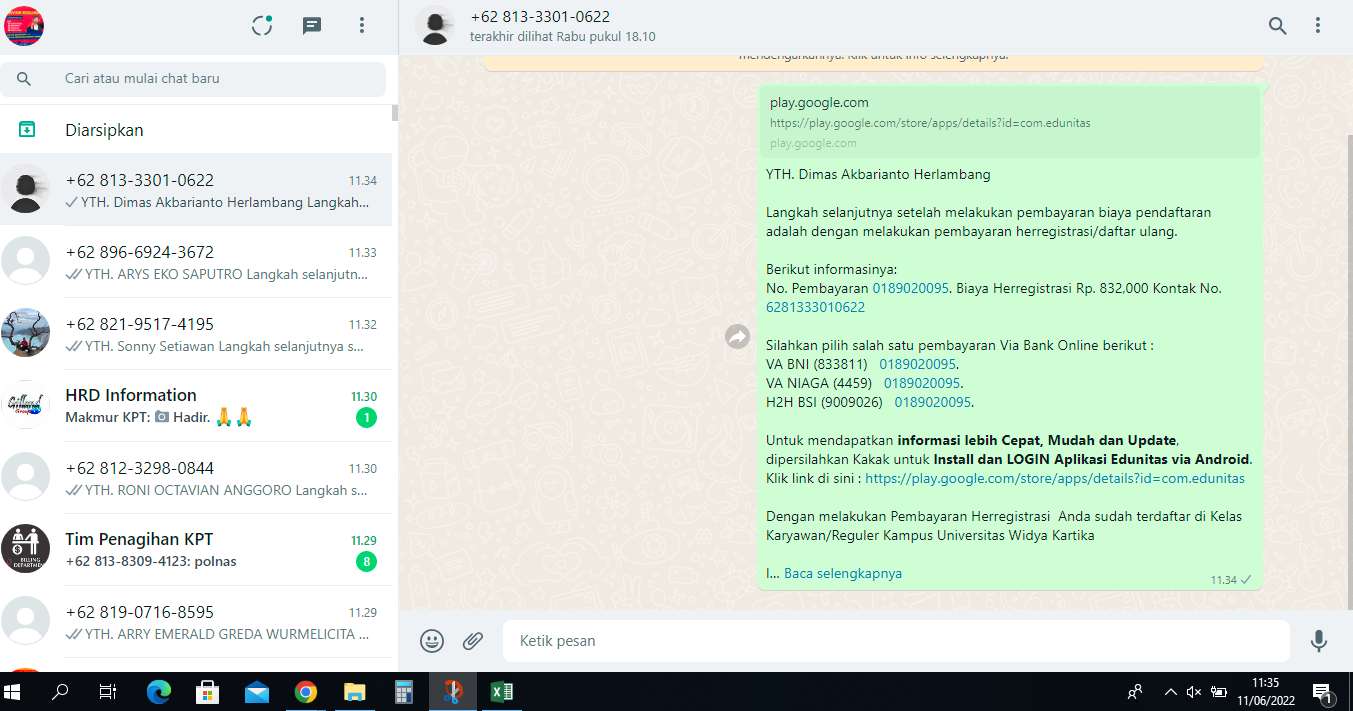 Cari atau mulai chat baru
Diarsipkan
+62 813-3301-0622
11.34
YTH. Dimas Akbarianto Herlambang Langkah...
+62 896-6924-3672
11.33
YTH. ARYS EKO SAPUTRO Langkah selanjutn...
+62 821-9517-4195
11.32
YTH. Sonny Setiawan Langkah selanjutnya s...
HRD Information
11.30
Makmur KPT: Hadir. 🙏 🙏
1
+62 812-3298-0844
11.30
YTH. RONI OCTAVIAN ANGGORO Langkah s...
Tim Penagihan KPT
11.29
+62 813-8309-4123: polnas
8
BILLING
+62 819-0716-8595
11.29
YTH. ARRY EMERALD GREDA WURMELICITA ...
+62 813-3301-0622
terakhir dilihat Rabu pukul 18.10
mendengarkannya. Klik untuk info selengkapnya.
play.google.com
https://play.google.com/store/apps/details?id=com.edunitas
play.google.com
YTH. Dimas Akbarianto Herlambang
Langkah selanjutnya setelah melakukan pembayaran biaya pendaftaran
adalah dengan melakukan pembayaran herregistrasi/daftar ulang.
Berikut informasinya:
No. Pembayaran 0189020095. Biaya Herregistrasi Rp. 832,000 Kontak No.
6281333010622
Silahkan pilih salah satu pembayaran Via Bank Online berikut :
VA BNI (833811) 0189020095.
VA NIAGA (4459) 0189020095.
H2H BSI (9009026) 0189020095.
Untuk mendapatkan informasi lebih Cepat, Mudah dan Update,
dipersilahkan Kakak untuk Install dan LOGIN Aplikasi Edunitas via Android.
Klik link di sini : https://play.google.com/store/apps/details?id=com.edunitas
Dengan melakukan Pembayaran Herregistrasi Anda sudah terdaftar di Kelas
Karyawan/Reguler Kampus Universitas Widya Kartika
I... Baca selengkapnya
11.34
Ketik pesan
11:35
11/06/2022
1